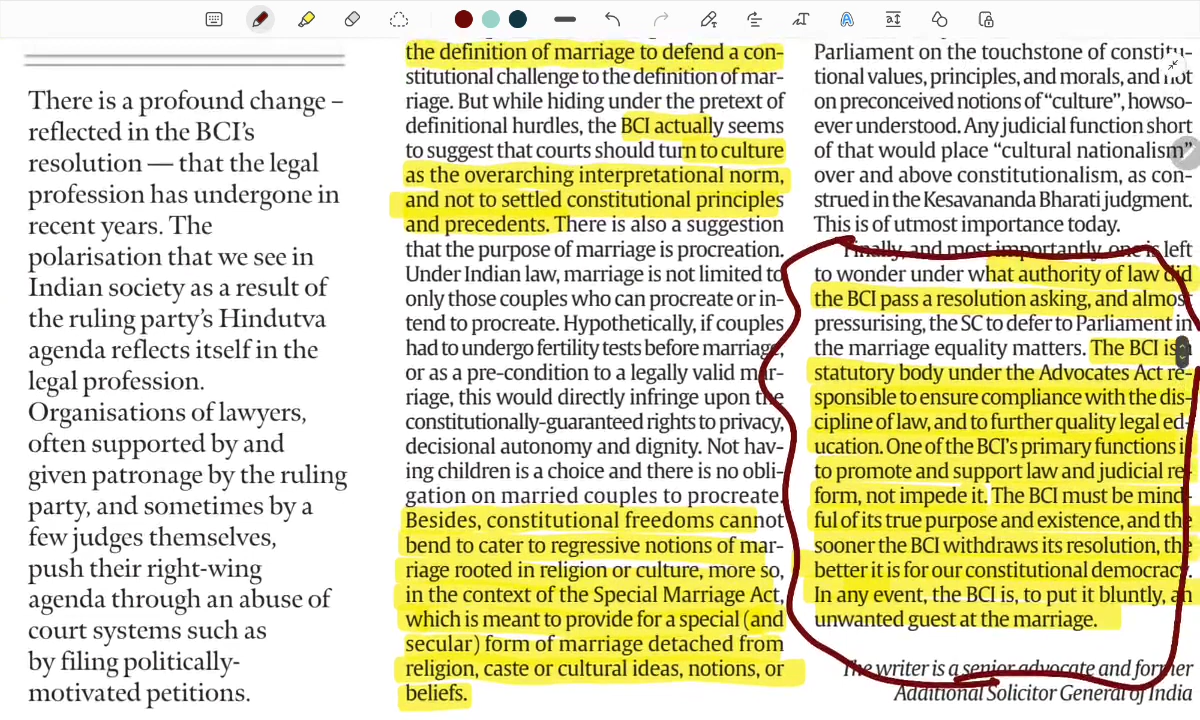 There is a profound change –
reflected in the BCI's
resolution — that the legal
profession has undergone in
recent years. The
polarisation that we see in
Indian society as a result of
the ruling party's Hindutva
agenda reflects itself in the
legal profession.
Organisations of lawyers,
often supported by and
given patronage by the ruling
party, and sometimes by a
few judges themselves,
push their right-wing
agenda through an abuse of
court systems such as
by filing politically-
motivated petitions.
the definition of marriage to defend a con-
stitutional challenge to the definition of mar-
riage. But while hiding under the pretext of
definitional hurdles, the BCI actually seems
to suggest that courts should turn to culture
as the overarching interpretational norm,
and not to settled constitutional principles
and precedents. There is also a suggestion
that the purpose of marriage is procreation.
Under Indian law, marriage is not limited to
only those couples who can procreate or in-
tend to procreate. Hypothetically, if couples
had to undergo fertility tests before marriage,
or as a pre-condition to a legally valid mar-
riage, this would directly infringe upon the
constitutionally-guaranteed rights to privacy,
decisional autonomy and dignity. Not hav-
ing children is a choice and there is no obli-
gation on married couples to procreate.
Besides, constitutional freedoms cannot
bend to cater to regressive notions of mar-
riage rooted in religion or culture, more so,
in the context of the Special Marriage Act,
which is meant to provide for a special (and
secular) form of marriage detached from
religion, caste or cultural ideas, notions, or
beliefs.
Parliament on the touchstone of constitu-
tional values, principles, and morals, and not
on preconceived notions of "culture", howso-
ever understood. Any judicial function short
of that would place "cultural nationalism"
over and above constitutionalism, as con-
strued in the Kesavananda Bharati judgment.
This is of utmost importance today.
Finally, and most importantly, one is left
to wonder under what authority of law did
the BCI pass a resolution asking, and almost
pressurising, the SC to defer to Parliament in
the marriage equality matters. The BCI is a
statutory body under the Advocates Act re-
sponsible to ensure compliance with the dis-
cipline of law, and to further quality legal ed-
ucation. One of the BCI's primary functions is
to promote and support law and judicial re-
form, not impede it. The BCI must be mind-
ful of its true purpose and existence, and the
sooner the BCI withdraws its resolution, the
better it is for our constitutional democracy.
In any event, the BCI is, to put it bluntly, an
unwanted guest at the marriage.
The writer is a senior advocate and former
Additional Solicitor General of India